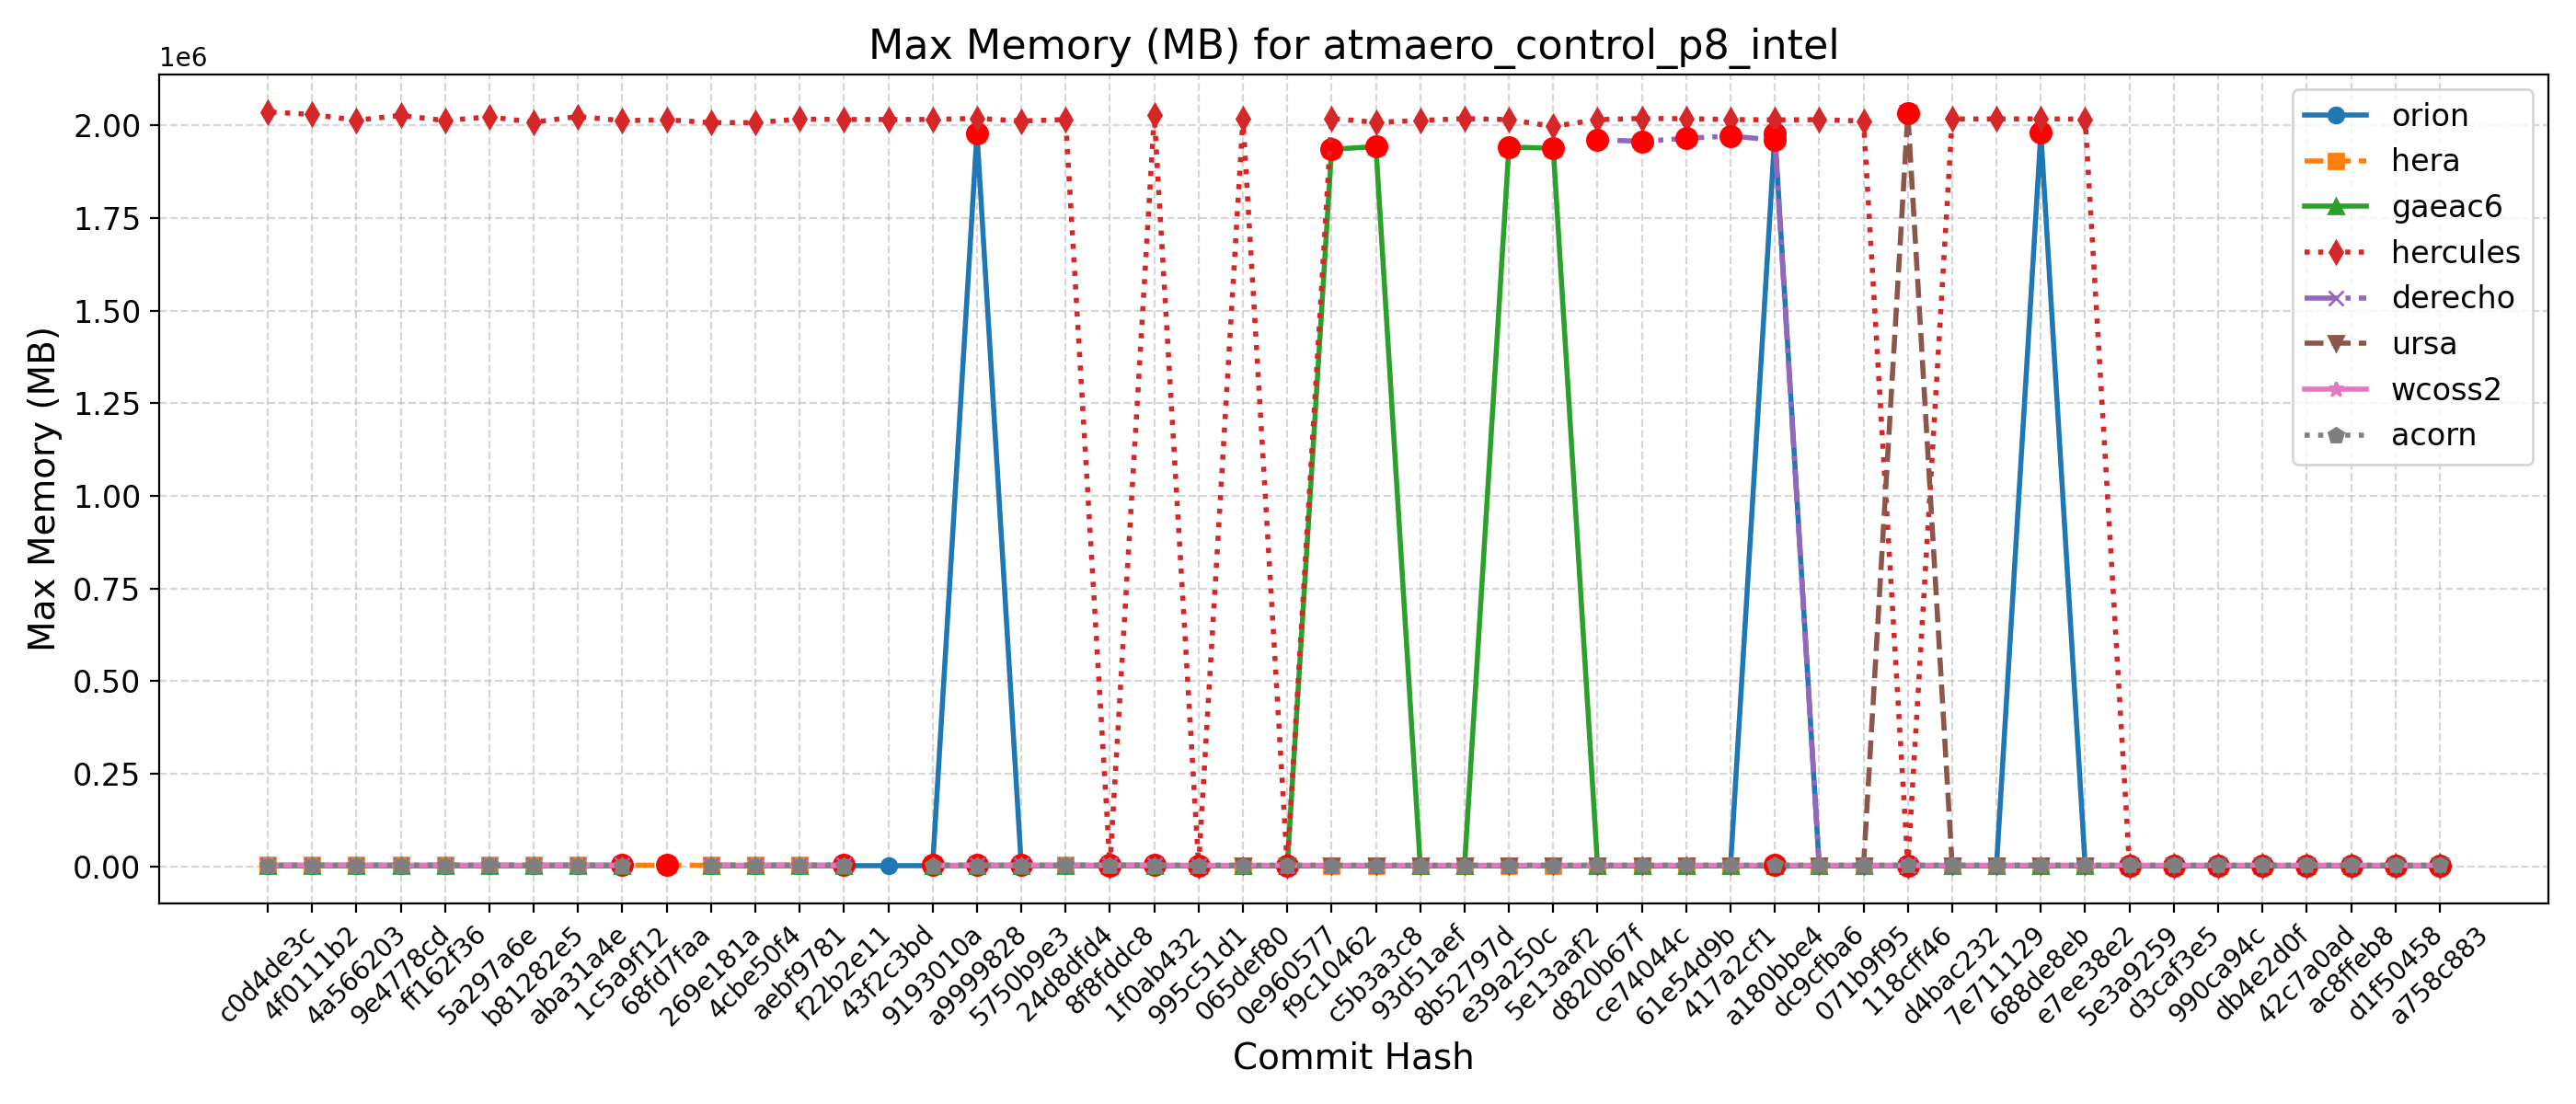 Max Memory (MB) for atmaero_control_p8_intel
1e6
2.00
1.75
1.50
1.25
1.00
0.75
0.50
0.25
0.00
Max Memory (MB)
orion
hera
gaeac6
hercules
derecho
ursa
wcoss2
acorn
c0d4de3c
4f0111b2
4a566203
9e4778cd
ff162f36
5a297a6e
b81282e5
aba31a4e
1c5a9f12
68fd7faa
269e181a
4cbe50f4
aebf9781
f22b2e11
43f2c3bd
9193010a
a9999828
5750b9e3
24d8dfd4
8f8fddc8
1f0ab432
995c51d1
065def80
0e960577
f9c10462
c5b3a3c8
93d51aef
8b52797d
e39a250c
5e13aaf2
d820b67f
ce74044c
61e54d9b
417a2cf1
a180bbe4
dc9cfba6
071b9f95
118cff46
d4bac232
7e711129
688de8eb
e7ee38e2
5e3a9259
d3caf3e5
990ca94c
db4e2d0f
42c7a0ad
ac8ffeb8
d1f50458
a758c883
Commit Hash